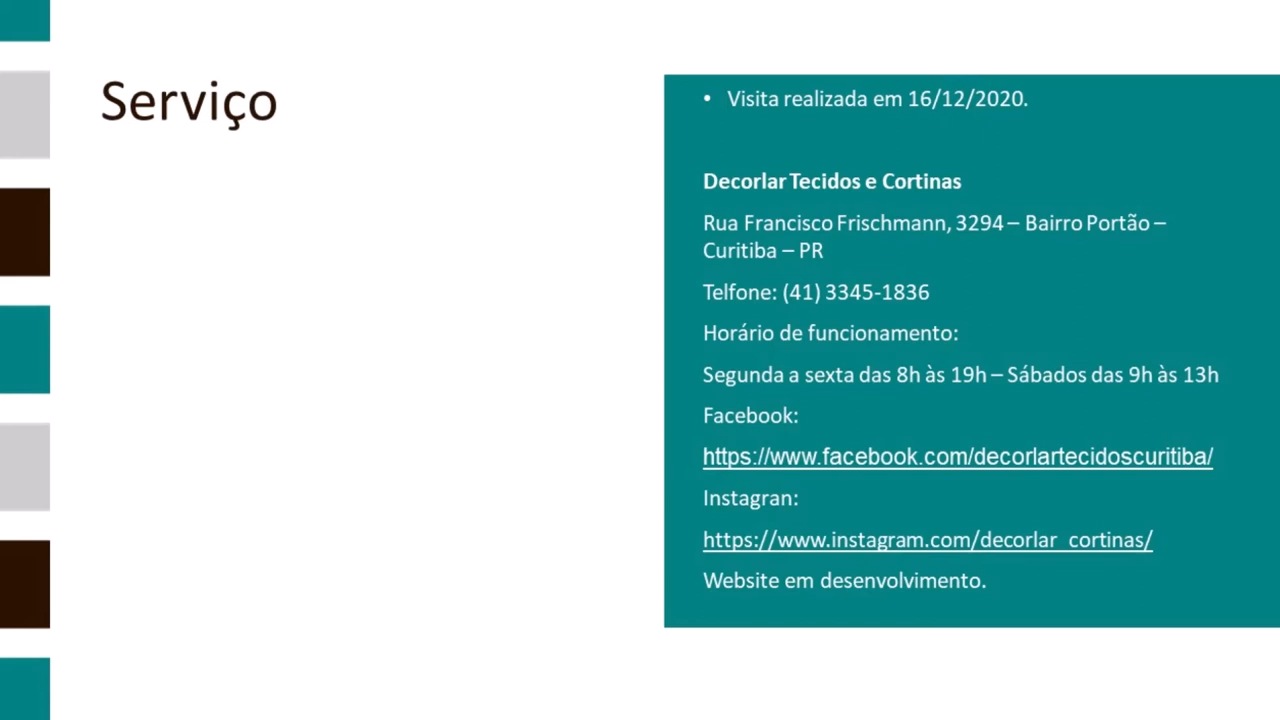 Serviço
• Visita realizada em 16/12/2020.
Decorlar Tecidos e Cortinas
Rua Francisco Frischmann, 3294 – Bairro Portão –
Curitiba – PR
Telfone: (41) 3345-1836
Horário de funcionamento:
Segunda a sexta das 8h às 19h – Sábados das 9h às 13h
Facebook:
https://www.facebook.com/decorlartecidoscuritiba/
Instagran:
https://www.instagram.com/decorlar_cortinas/
Website em desenvolvimento.